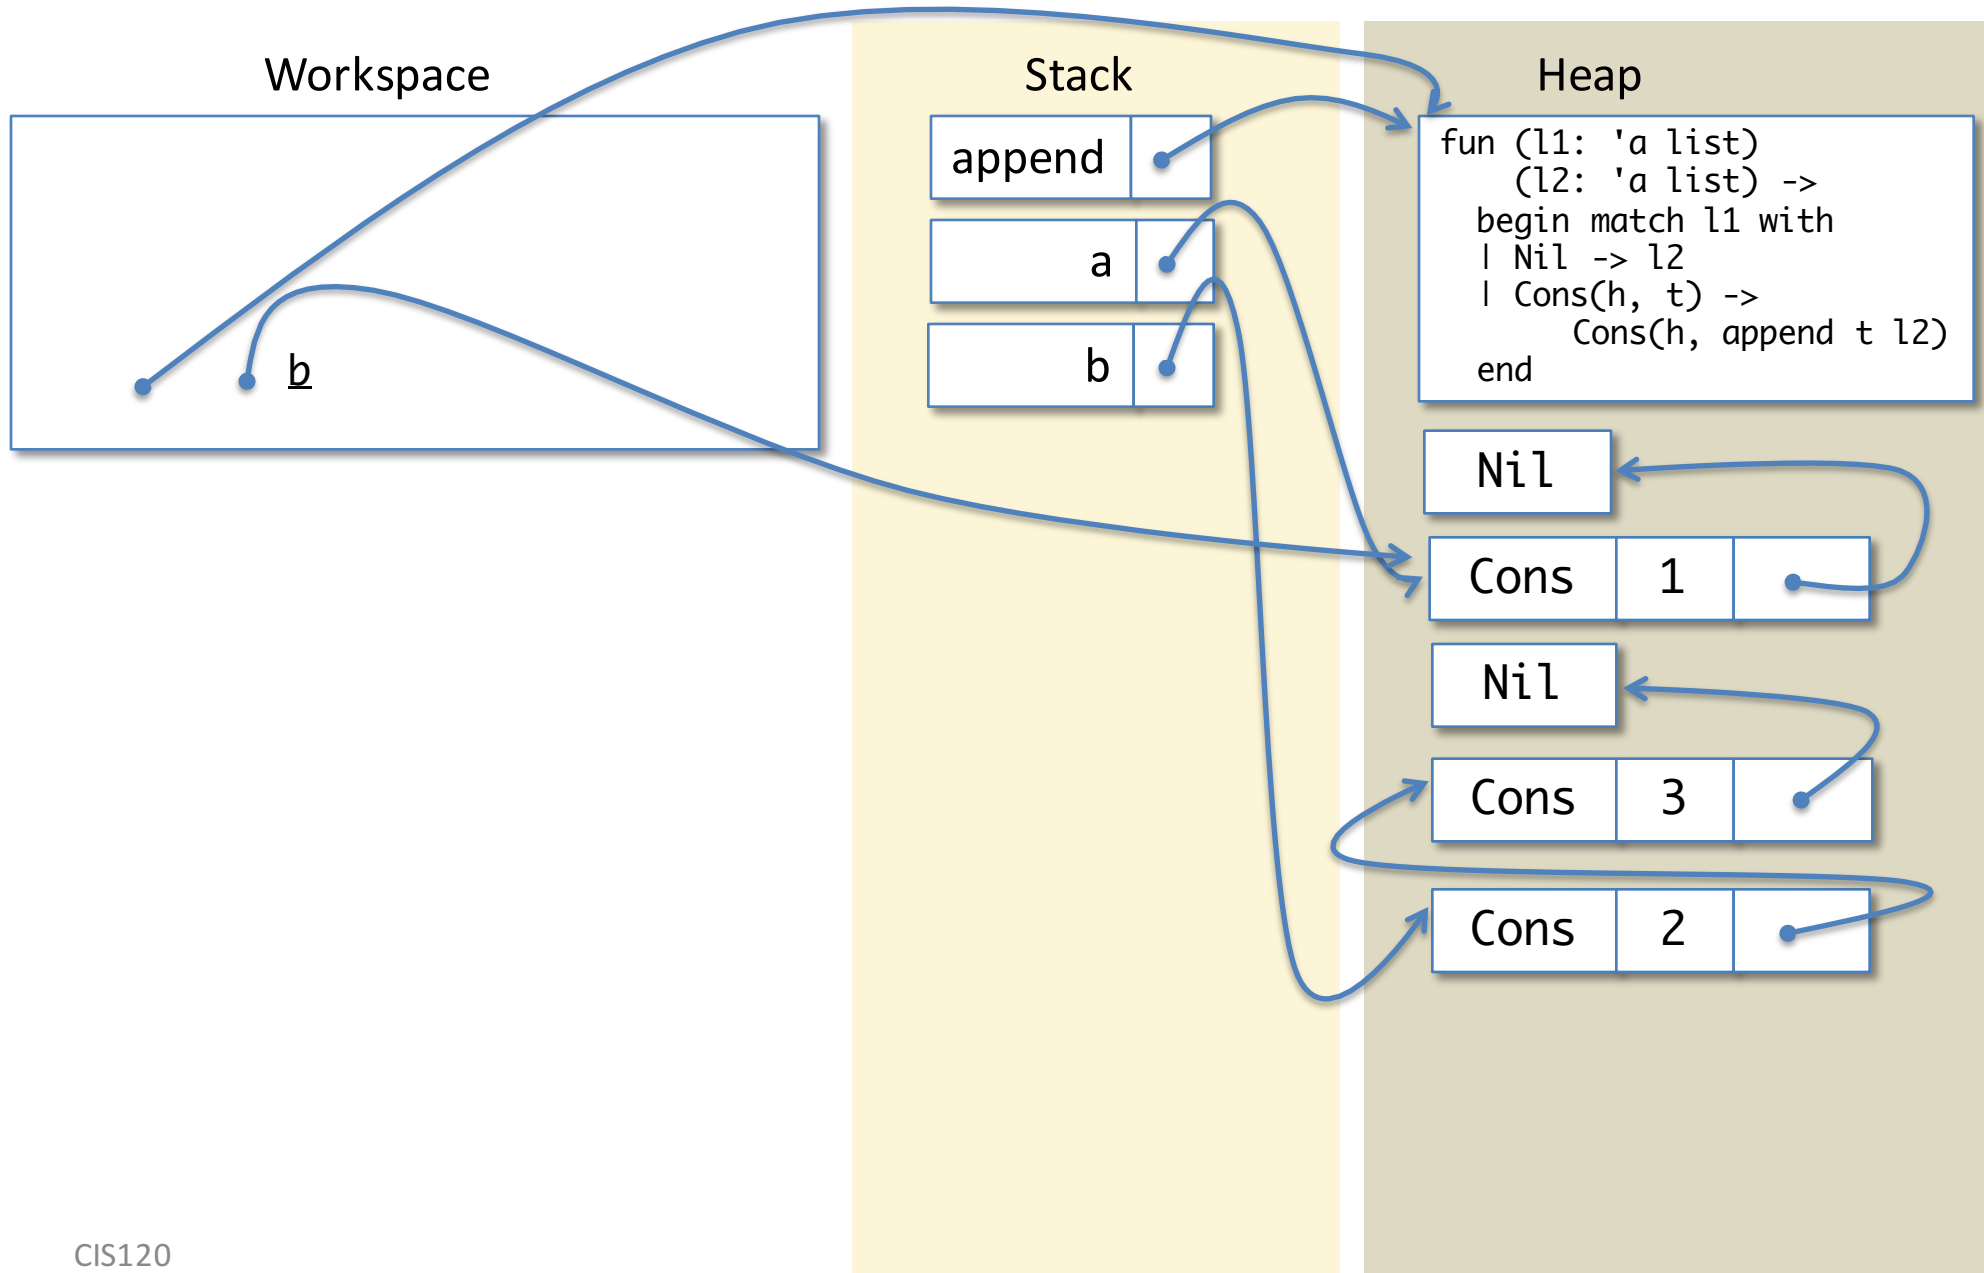 Workspace
Stack
Heap
b
append
a
b
fun (l1: 'a list)
(l2: 'a list) ->
begin match l1 with
| Nil -> l2
| Cons(h, t) ->
Cons(h, append t l2)
end
Nil
Cons 1
Nil
Cons 3
Cons 2
CIS120